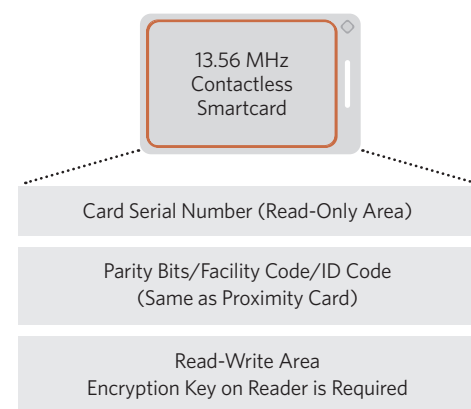 13.56 MHz
Contactless
Smartcard
Card Serial Number (Read-Only Area)
Parity Bits/Facility Code/ID Code
(Same as Proximity Card)
Read-Write Area
Encryption Key on Reader is Required